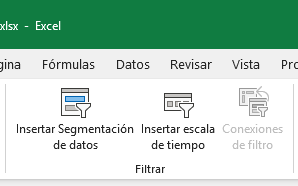 xlsx - Excel
gina Fórmulas Datos Revisar Vista Pro
Insertar Segmentación de datos
Insertar escala de tiempo
Conexiones de filtro
Filtrar